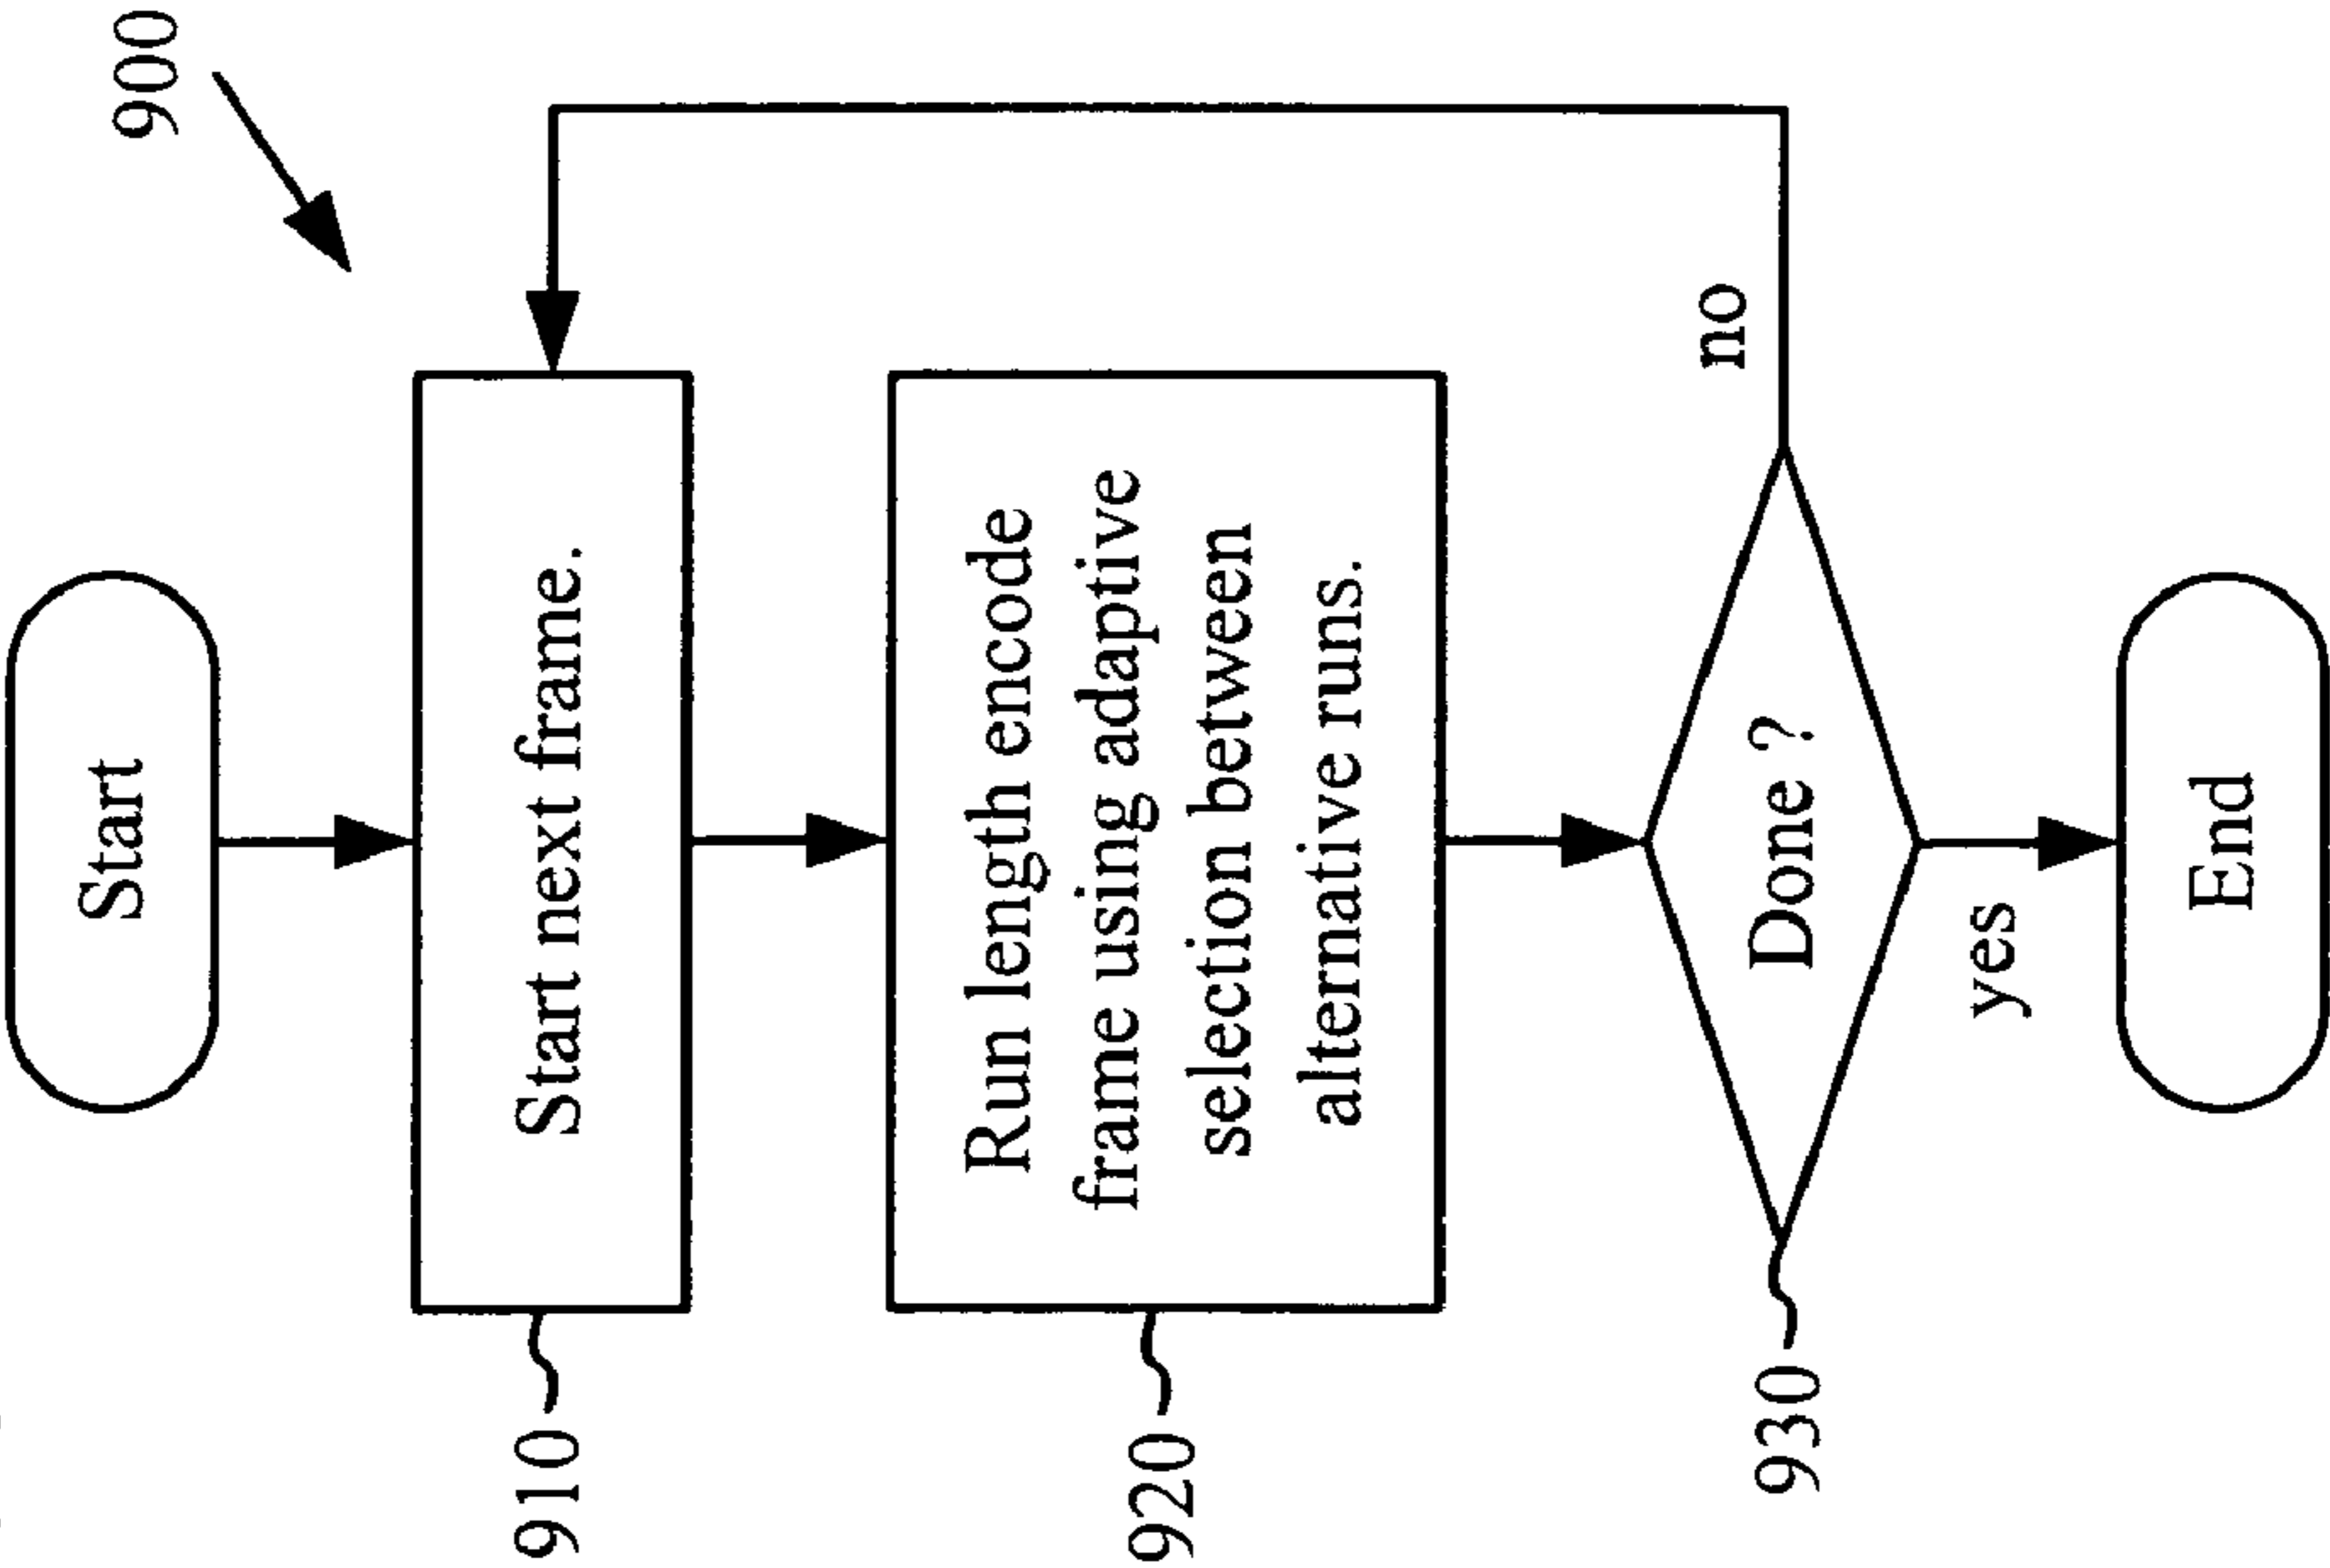 900
Start
910
Start next frame.
920
Run length encode
frame using adaptive
selection between
alternative runs.
930
Done ?
no
yes
End